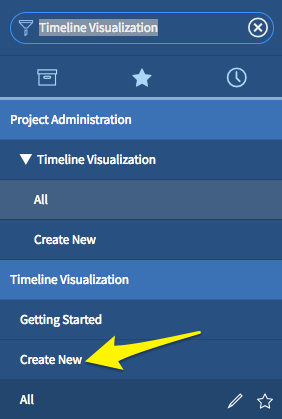 Timeline Visualization
Project Administration
Timeline Visualization
All
Create New
Timeline Visualization
Getting Started
Create New
All